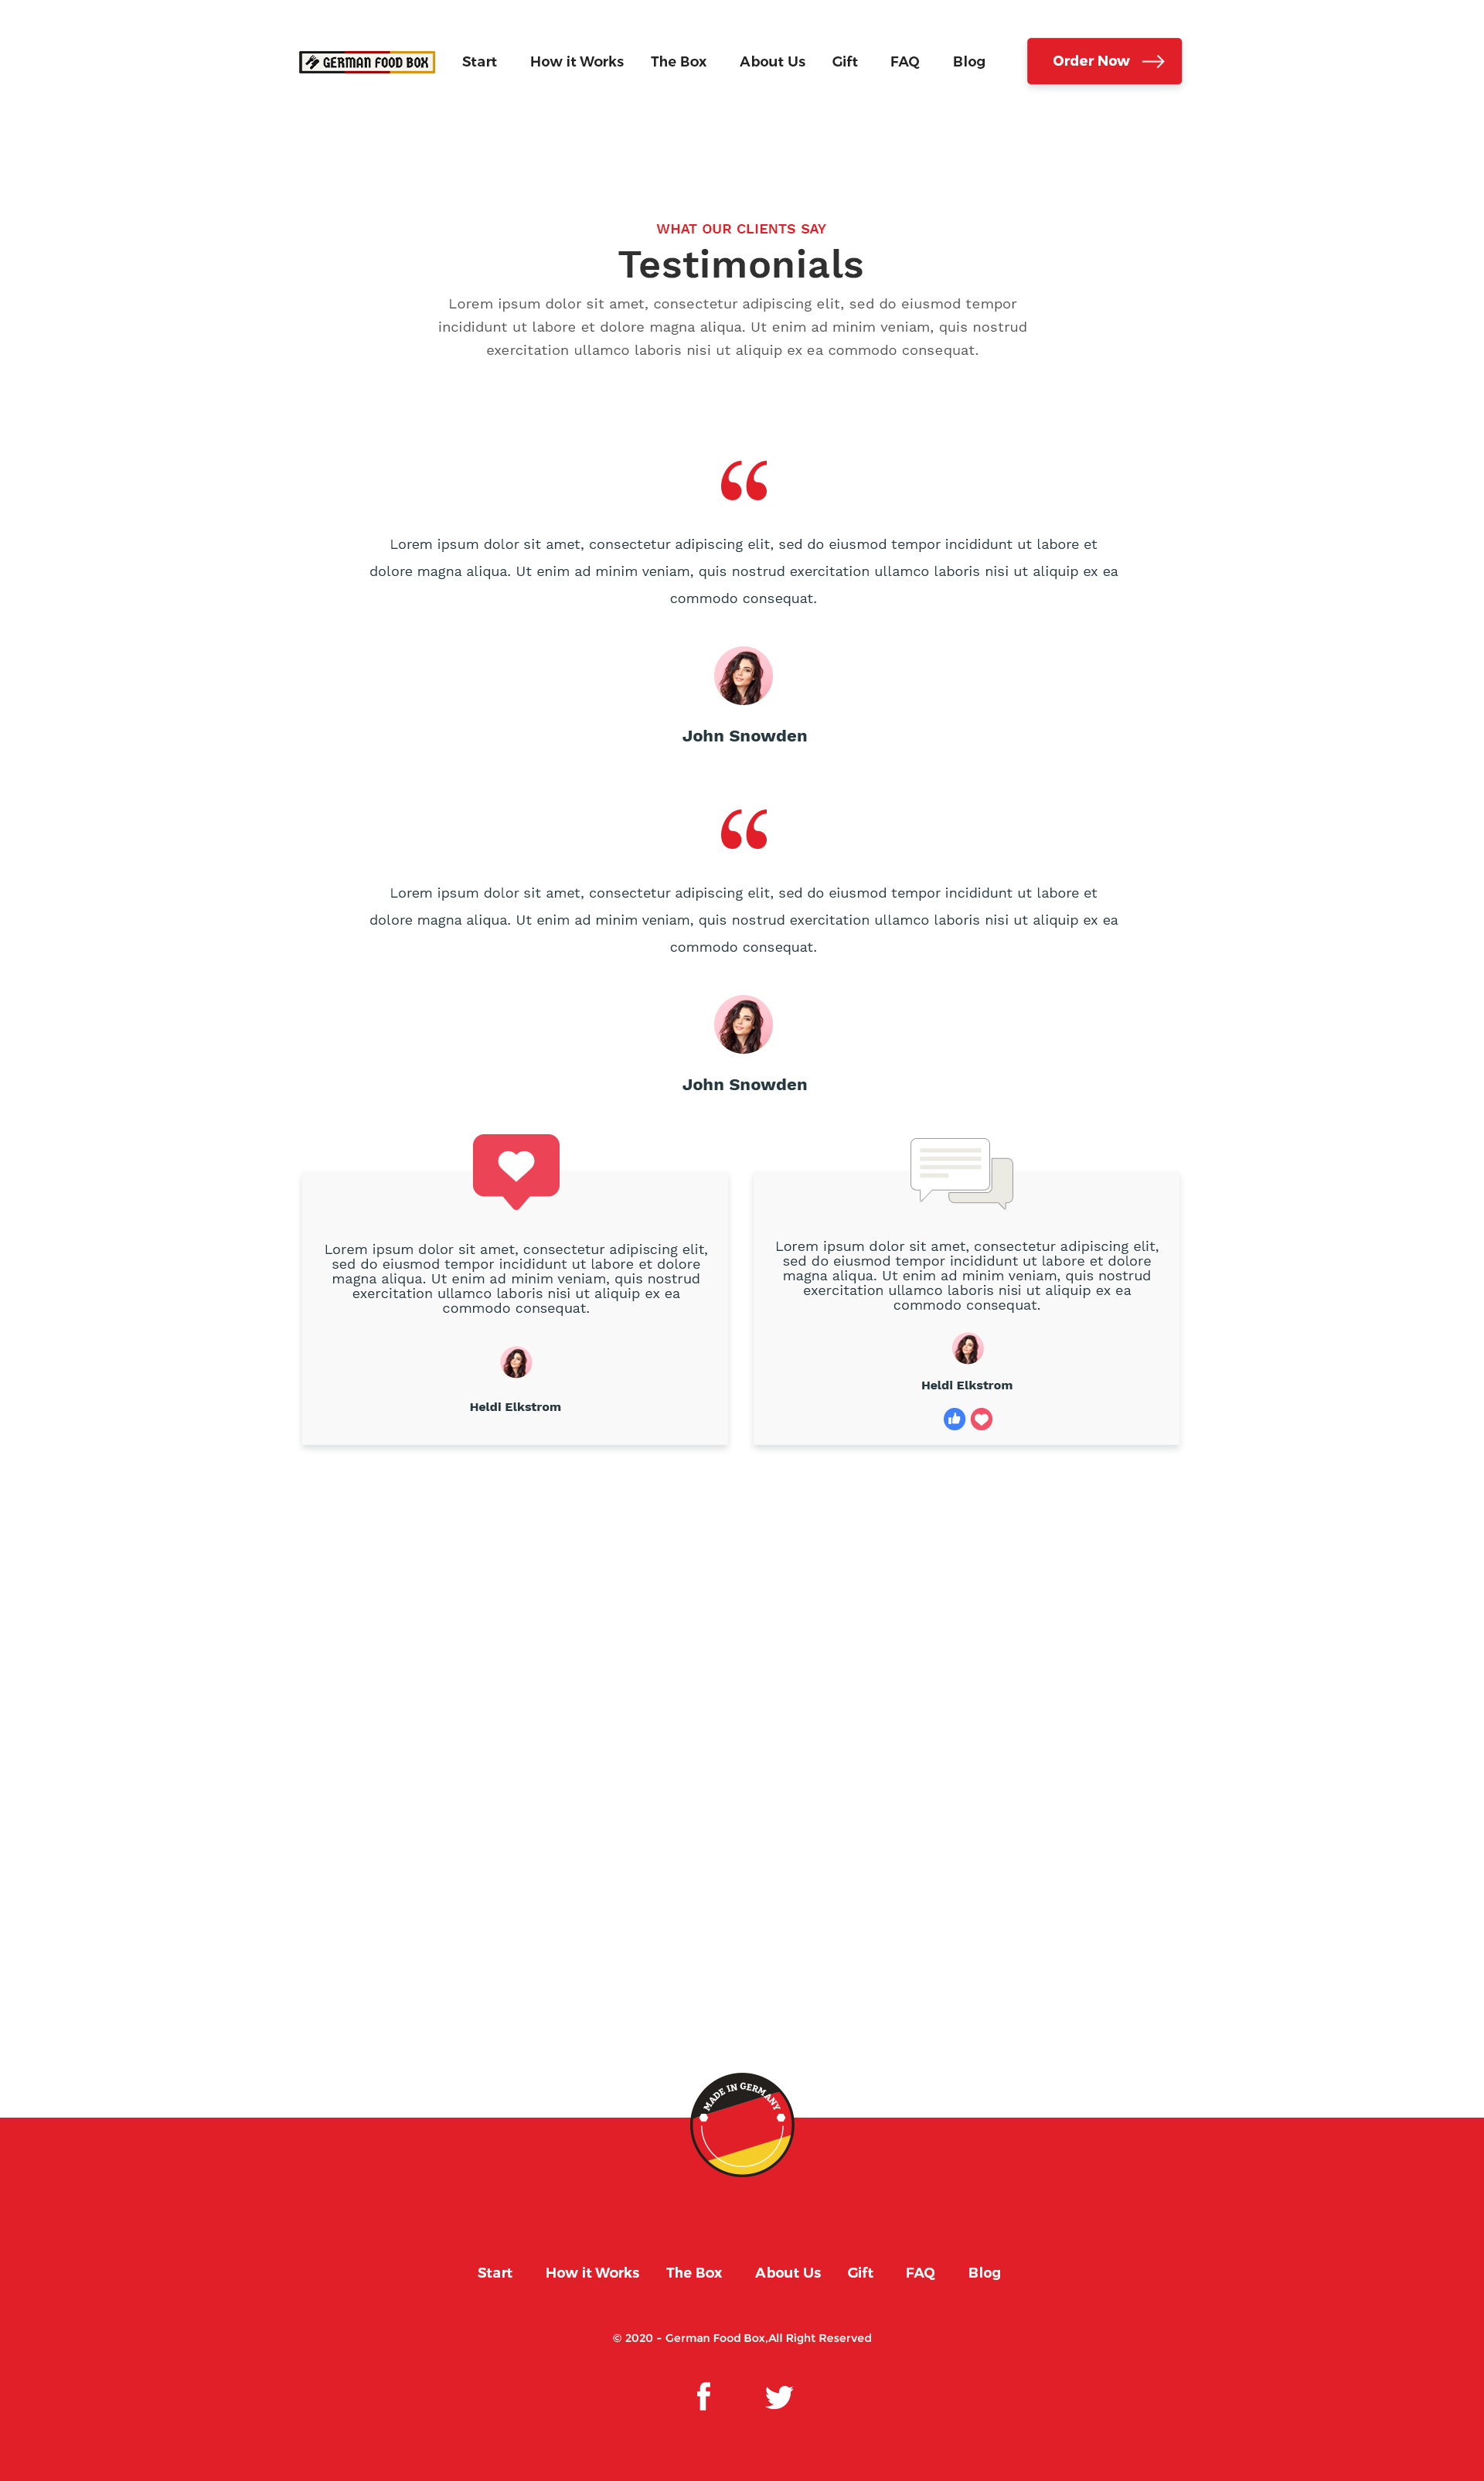 GERMAN FOOD BOX
Start How it Works The Box About Us Gift FAQ Blog
Order Now
WHAT OUR CLIENTS SAY
Testimonials
Lorem ipsum dolor sit amet, consectetur adipiscing elit, sed do eiusmod tempor
incididunt ut labore et dolore magna aliqua. Ut enim ad minim veniam, quis nostrud
exercitation ullamco laboris nisi ut aliquip ex ea commodo consequat.
“
Lorem ipsum dolor sit amet, consectetur adipiscing elit, sed do eiusmod tempor incididunt ut labore et
dolore magna aliqua. Ut enim ad minim veniam, quis nostrud exercitation ullamco laboris nisi ut aliquip ex ea
commodo consequat.
John Snowden
“
Lorem ipsum dolor sit amet, consectetur adipiscing elit, sed do eiusmod tempor incididunt ut labore et
dolore magna aliqua. Ut enim ad minim veniam, quis nostrud exercitation ullamco laboris nisi ut aliquip ex ea
commodo consequat.
John Snowden
Lorem ipsum dolor sit amet, consectetur adipiscing elit,
sed do eiusmod tempor incididunt ut labore et dolore
magna aliqua. Ut enim ad minim veniam, quis nostrud
exercitation ullamco laboris nisi ut aliquip ex ea
commodo consequat.
Heldi Elkstrom
Lorem ipsum dolor sit amet, consectetur adipiscing elit,
sed do eiusmod tempor incididunt ut labore et dolore
magna aliqua. Ut enim ad minim veniam, quis nostrud
exercitation ullamco laboris nisi ut aliquip ex ea
commodo consequat.
Heldi Elkstrom
MADE IN GERMANY
Start How it Works The Box About Us Gift FAQ Blog
© 2020 - German Food Box,All Right Reserved